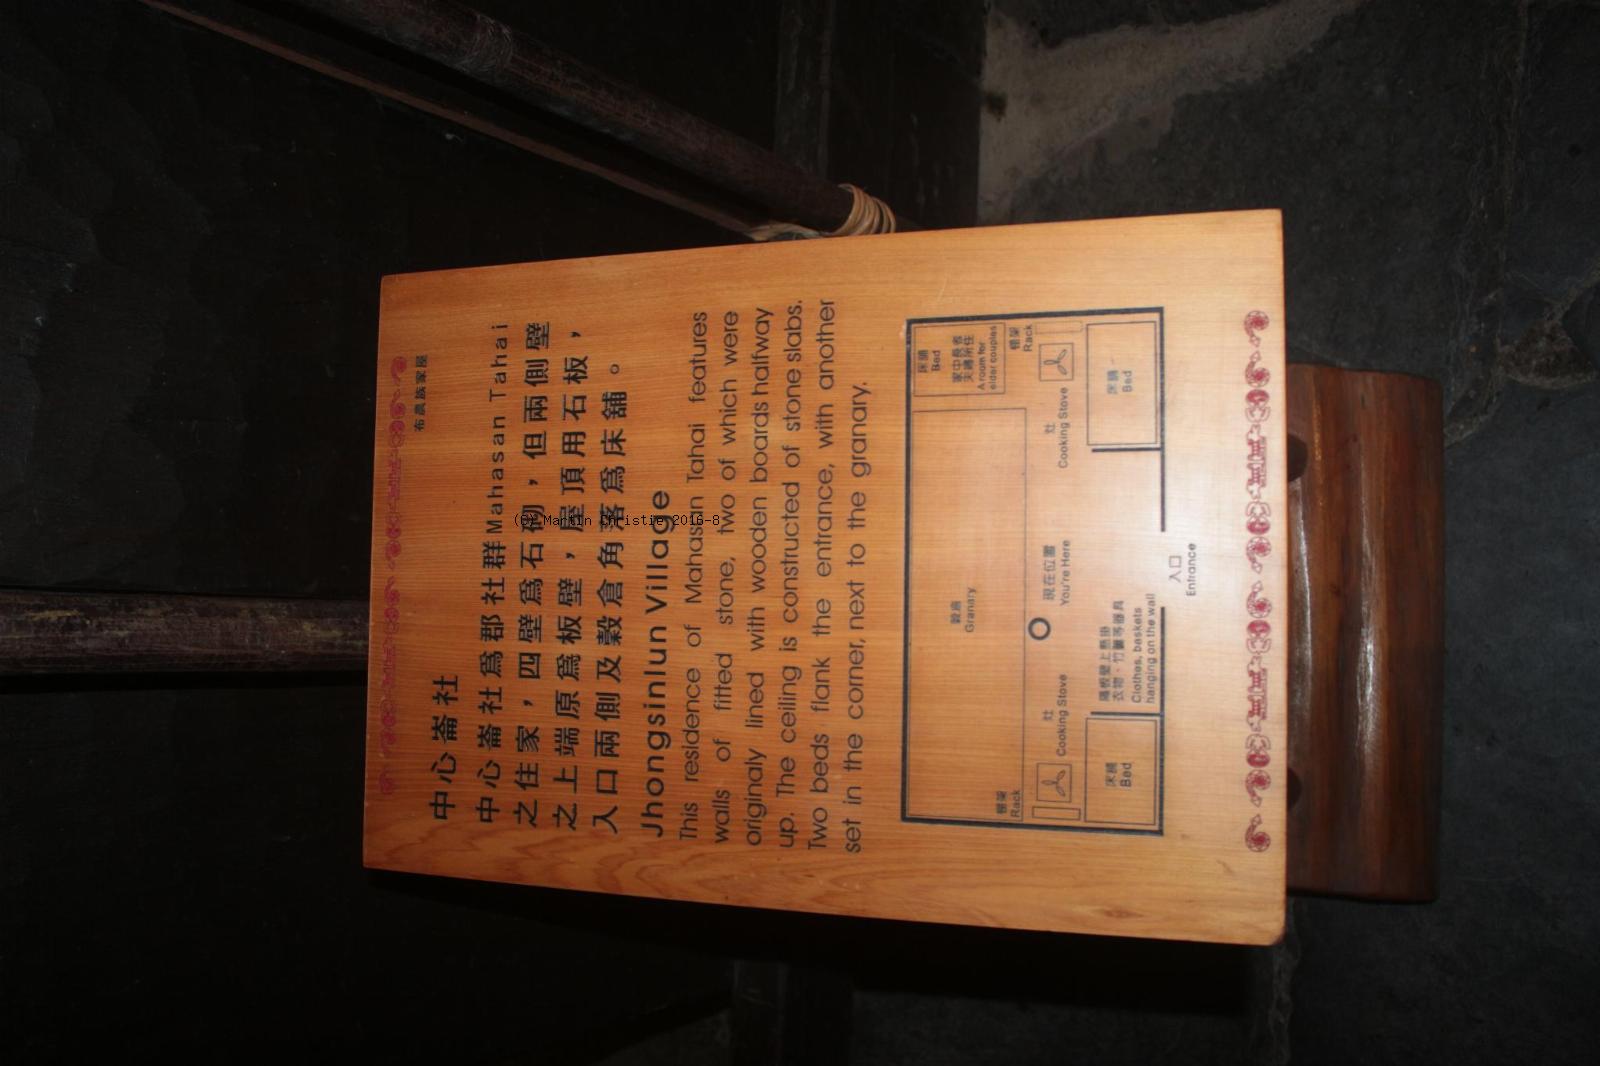 布農族家屋
中心崙社
中心崙社為郡社群Mahasan Tahai
之住家，四壁為石砌，但兩側壁
之上端原為板壁，屋頂用石板，
入口兩側及穀倉角落為床舖。
Jhongsinlun Village
This residence of Mahasan Tahai features
walls of fitted stone, two of which were
originaly lined with wooden boards halfway
up. The ceiling is constructed of stone slabs.
Two beds flank the entrance, with another
set in the corner, next to the granary.
床舖
Bed
家中長者
夫婦所住
A room for
elder couples
棚架
Rack
穀倉
Granary
棚架
Rack
灶
Cooking Stove
現在位置
You're Here
灶
Cooking Stove
床舖
Bed
隔板壁上懸掛
衣物、竹簍等器具
Clothes, baskets
hanging on the wall
床舖
Bed
入口
Entrance
(C) Martin Christie 2016-8